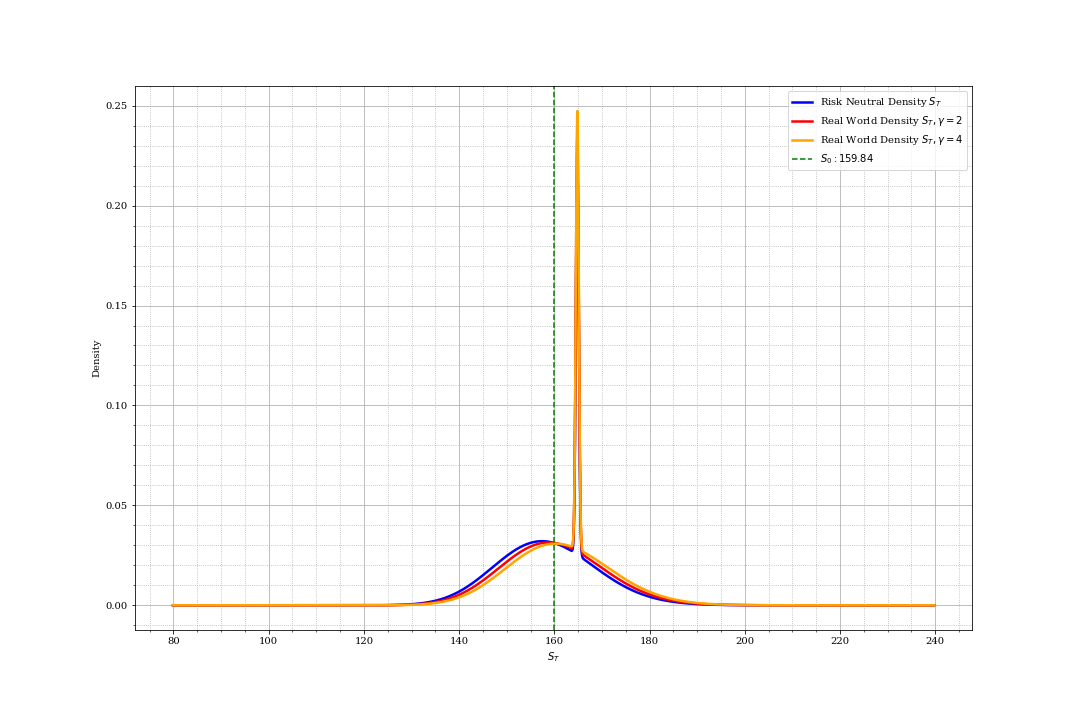 0.25
0.20
0.15
0.10
0.05
0.00
Density
80
100
120
140
160
180
200
220
240
S_T
Risk Neutral Density S_T
Real World Density S_T, γ = 2
Real World Density S_T, γ = 4
S_0 : 159.84